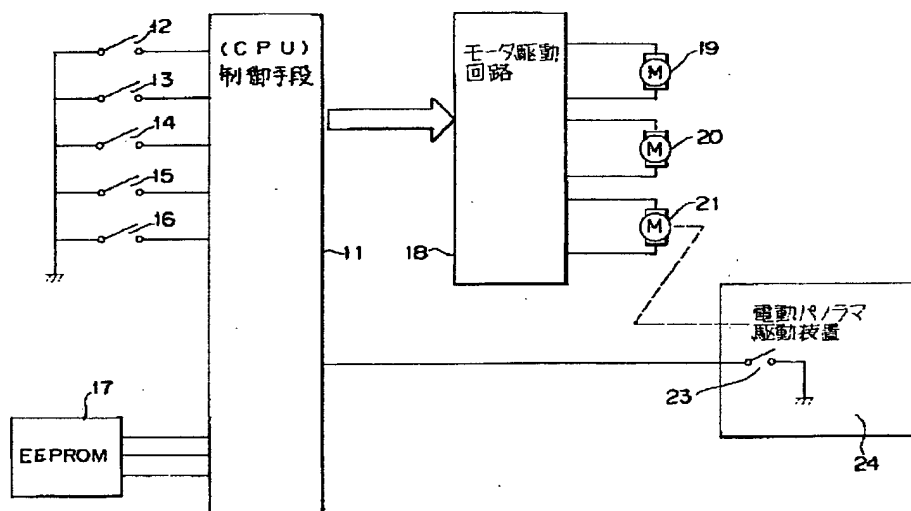 12
13
14
15
16
(CPU)
制御手段
11
モータ駆動
回路
18
M
19
M
20
M
21
電動パノラマ
駆動装置
23
24
17
EEPROM